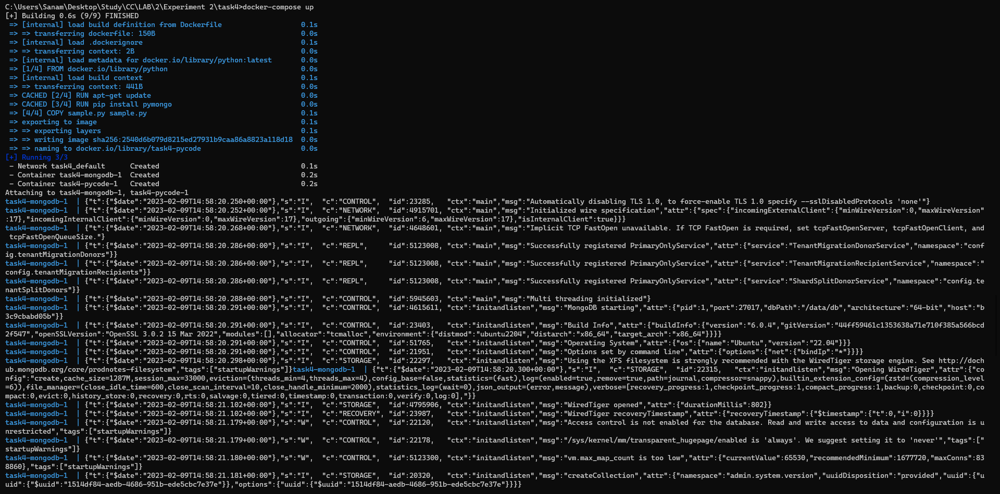 C:\Users\Sanam\Desktop\Study\CC\LAB\2\Experiment 2\task4>docker-compose up
[+] Building 0.6s (9/9) FINISHED
=> [internal] load build definition from Dockerfile 0.1s
=> => transferring dockerfile: 150B 0.0s
=> [internal] load .dockerignore 0.1s
=> => transferring context: 2B 0.0s
=> [internal] load metadata for docker.io/library/python:latest 0.0s
=> [1/4] FROM docker.io/library/python 0.0s
=> [internal] load build context 0.1s
=> => transferring context: 441B 0.0s
=> CACHED [2/4] RUN apt-get update 0.0s
=> CACHED [3/4] RUN pip install pymongo 0.0s
=> [4/4] COPY sample.py sample.py 0.1s
=> exporting to image 0.1s
=> => exporting layers 0.1s
=> => writing image sha256:2540d6b079d8215ed27931b9caa86a8823a118d18 0.0s
=> => naming to docker.io/library/task4-pycode 0.0s
[+] Running 3/3
- Network task4_default Created 0.1s
- Container task4-mongodb-1 Created 0.2s
- Container task4-pycode-1 Created 0.2s
Attaching to task4-mongodb-1, task4-pycode-1
task4-mongodb-1 | {"t":{"$date":"2023-02-09T14:58:20.250+00:00"},"s":"I", "c":"CONTROL", "id":23285, "ctx":"main","msg":"Automatically disabling TLS 1.0, to force-enable TLS 1.0 specify --sslDisabledProtocols 'none'"}
task4-mongodb-1 | {"t":{"$date":"2023-02-09T14:58:20.252+00:00"},"s":"I", "c":"NETWORK", "id":4915701, "ctx":"main","msg":"Initialized wire specification","attr":{"spec":{"incomingExternalClient":{"minWireVersion":0,"maxWireVersion"
:17},"incomingInternalClient":{"minWireVersion":0,"maxWireVersion":17},"outgoing":{"minWireVersion":6,"maxWireVersion":17},"isInternalClient":true}}}
task4-mongodb-1 | {"t":{"$date":"2023-02-09T14:58:20.268+00:00"},"s":"I", "c":"NETWORK", "id":4648601, "ctx":"main","msg":"Implicit TCP FastOpen unavailable. If TCP FastOpen is required, set tcpFastOpenServer, tcpFastOpenClient, and
tcpFastOpenQueueSize."}
task4-mongodb-1 | {"t":{"$date":"2023-02-09T14:58:20.286+00:00"},"s":"I", "c":"REPL", "id":5123008, "ctx":"main","msg":"Successfully registered PrimaryOnlyService","attr":{"service":"TenantMigrationDonorService","namespace":"conf
ig.tenantMigrationDonors"}}
task4-mongodb-1 | {"t":{"$date":"2023-02-09T14:58:20.286+00:00"},"s":"I", "c":"REPL", "id":5123008, "ctx":"main","msg":"Successfully registered PrimaryOnlyService","attr":{"service":"TenantMigrationRecipientService","namespace":"
config.tenantMigrationRecipients"}}
task4-mongodb-1 | {"t":{"$date":"2023-02-09T14:58:20.286+00:00"},"s":"I", "c":"REPL", "id":5123008, "ctx":"main","msg":"Successfully registered PrimaryOnlyService","attr":{"service":"ShardSplitDonorService","namespace":"config.te
nantSplitDonors"}}
task4-mongodb-1 | {"t":{"$date":"2023-02-09T14:58:20.288+00:00"},"s":"I", "c":"CONTROL", "id":5945603, "ctx":"main","msg":"Multi threading initialized"}
task4-mongodb-1 | {"t":{"$date":"2023-02-09T14:58:20.291+00:00"},"s":"I", "c":"CONTROL", "id":4615611, "ctx":"initandlisten","msg":"MongoDB starting","attr":{"pid":1,"port":27017,"dbPath":"/data/db","architecture":"64-bit","host":"b
3c9cbabd05b"}}
task4-mongodb-1 | {"t":{"$date":"2023-02-09T14:58:20.291+00:00"},"s":"I", "c":"CONTROL", "id":23403, "ctx":"initandlisten","msg":"Build Info","attr":{"buildInfo":{"version":"6.0.4","gitVersion":"44ff59461c1353638a71e710f385a566bcd
2f547","openSSLVersion":"OpenSSL 3.0.2 15 Mar 2022","modules":[],"allocator":"tcmalloc","environment":{"distmod":"ubuntu2204","distarch":"x86_64","target_arch":"x86_64"}}}}
task4-mongodb-1 | {"t":{"$date":"2023-02-09T14:58:20.291+00:00"},"s":"I", "c":"CONTROL", "id":51765, "ctx":"initandlisten","msg":"Operating System","attr":{"os":{"name":"Ubuntu","version":"22.04"}}}
task4-mongodb-1 | {"t":{"$date":"2023-02-09T14:58:20.291+00:00"},"s":"I", "c":"CONTROL", "id":21951, "ctx":"initandlisten","msg":"Options set by command line","attr":{"options":{"net":{"bindIp":"*"}}}}
task4-mongodb-1 | {"t":{"$date":"2023-02-09T14:58:20.298+00:00"},"s":"I", "c":"STORAGE", "id":22297, "ctx":"initandlisten","msg":"Using the XFS filesystem is strongly recommended with the WiredTiger storage engine. See http://doch
ub.mongodb.org/core/prodnotes-filesystem","tags":["startupWarnings"]}task4-mongodb-1 | {"t":{"$date":"2023-02-09T14:58:20.300+00:00"},"s":"I", "c":"STORAGE", "id":22315, "ctx":"initandlisten","msg":"Opening WiredTiger","attr":{"co
nfig":"create,cache_size=1287M,session_max=33000,eviction=(threads_min=4,threads_max=4),config_base=false,statistics=(fast),log=(enabled=true,remove=true,path=journal,compressor=snappy),builtin_extension_config=(zstd=(compression_level
=6)),file_manager=(close_idle_time=600,close_scan_interval=10,close_handle_minimum=2000),statistics_log=(wait=0),json_output=(error,message),verbose=[recovery_progress:1,checkpoint_progress:1,compact_progress:1,backup:0,checkpoint:0,co
mpact:0,evict:0,history_store:0,recovery:0,rts:0,salvage:0,tiered:0,timestamp:0,transaction:0,verify:0,log:0],"}}
task4-mongodb-1 | {"t":{"$date":"2023-02-09T14:58:21.102+00:00"},"s":"I", "c":"STORAGE", "id":4795906, "ctx":"initandlisten","msg":"WiredTiger opened","attr":{"durationMillis":802}}
task4-mongodb-1 | {"t":{"$date":"2023-02-09T14:58:21.102+00:00"},"s":"I", "c":"RECOVERY", "id":23987, "ctx":"initandlisten","msg":"WiredTiger recoveryTimestamp","attr":{"recoveryTimestamp":{"$timestamp":{"t":0,"i":0}}}}
task4-mongodb-1 | {"t":{"$date":"2023-02-09T14:58:21.179+00:00"},"s":"W", "c":"CONTROL", "id":22120, "ctx":"initandlisten","msg":"Access control is not enabled for the database. Read and write access to data and configuration is u
nrestricted","tags":["startupWarnings"]}
task4-mongodb-1 | {"t":{"$date":"2023-02-09T14:58:21.179+00:00"},"s":"W", "c":"CONTROL", "id":22178, "ctx":"initandlisten","msg":"/sys/kernel/mm/transparent_hugepage/enabled is 'always'. We suggest setting it to 'never'","tags":["
startupWarnings"]}
task4-mongodb-1 | {"t":{"$date":"2023-02-09T14:58:21.180+00:00"},"s":"W", "c":"CONTROL", "id":5123300, "ctx":"initandlisten","msg":"vm.max_map_count is too low","attr":{"currentValue":65530,"recommendedMinimum":1677720,"maxConns":83
8860},"tags":["startupWarnings"]}
task4-mongodb-1 | {"t":{"$date":"2023-02-09T14:58:21.181+00:00"},"s":"I", "c":"STORAGE", "id":20320, "ctx":"initandlisten","msg":"createCollection","attr":{"namespace":"admin.system.version","uuidDisposition":"provided","uuid":{"u
uid":{"$uuid":"1514df84-aedb-4686-951b-ede5cbc7e37e"}},"options":{"uuid":{"$uuid":"1514df84-aedb-4686-951b-ede5cbc7e37e"}}}}